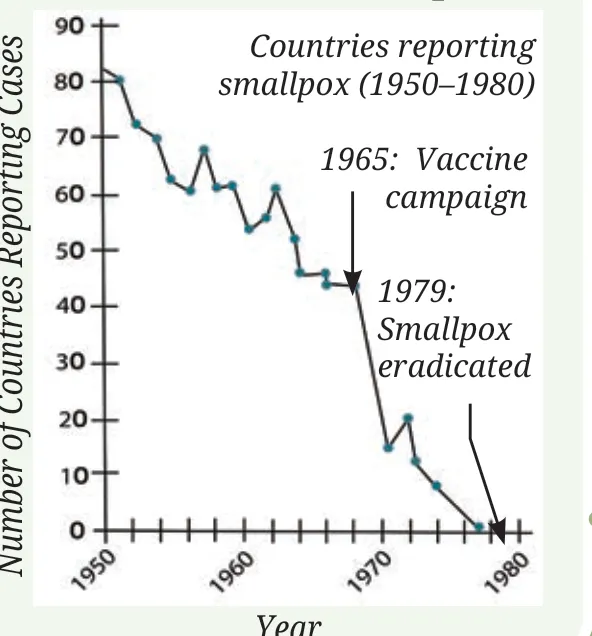 Countries reporting
smallpox (1950–1980)
1965: Vaccine
campaign
1979:
Smallpox
eradicated
Number of Countries Reporting Cases
90
80
70
60
50
40
30
20
10
0
1950
1960
1970
1980
Year